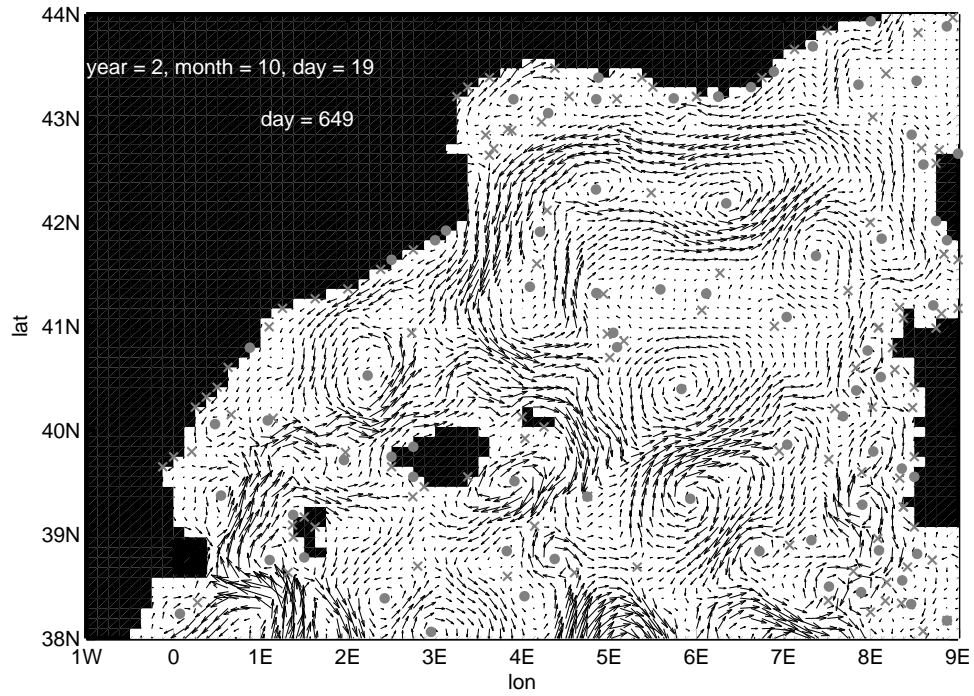 44N
year = 2, month = 10, day = 19
day = 649
43N
42N
41N
40N
39N
38N
lat
1W 0 1E 2E 3E 4E 5E 6E 7E 8E 9E
lon